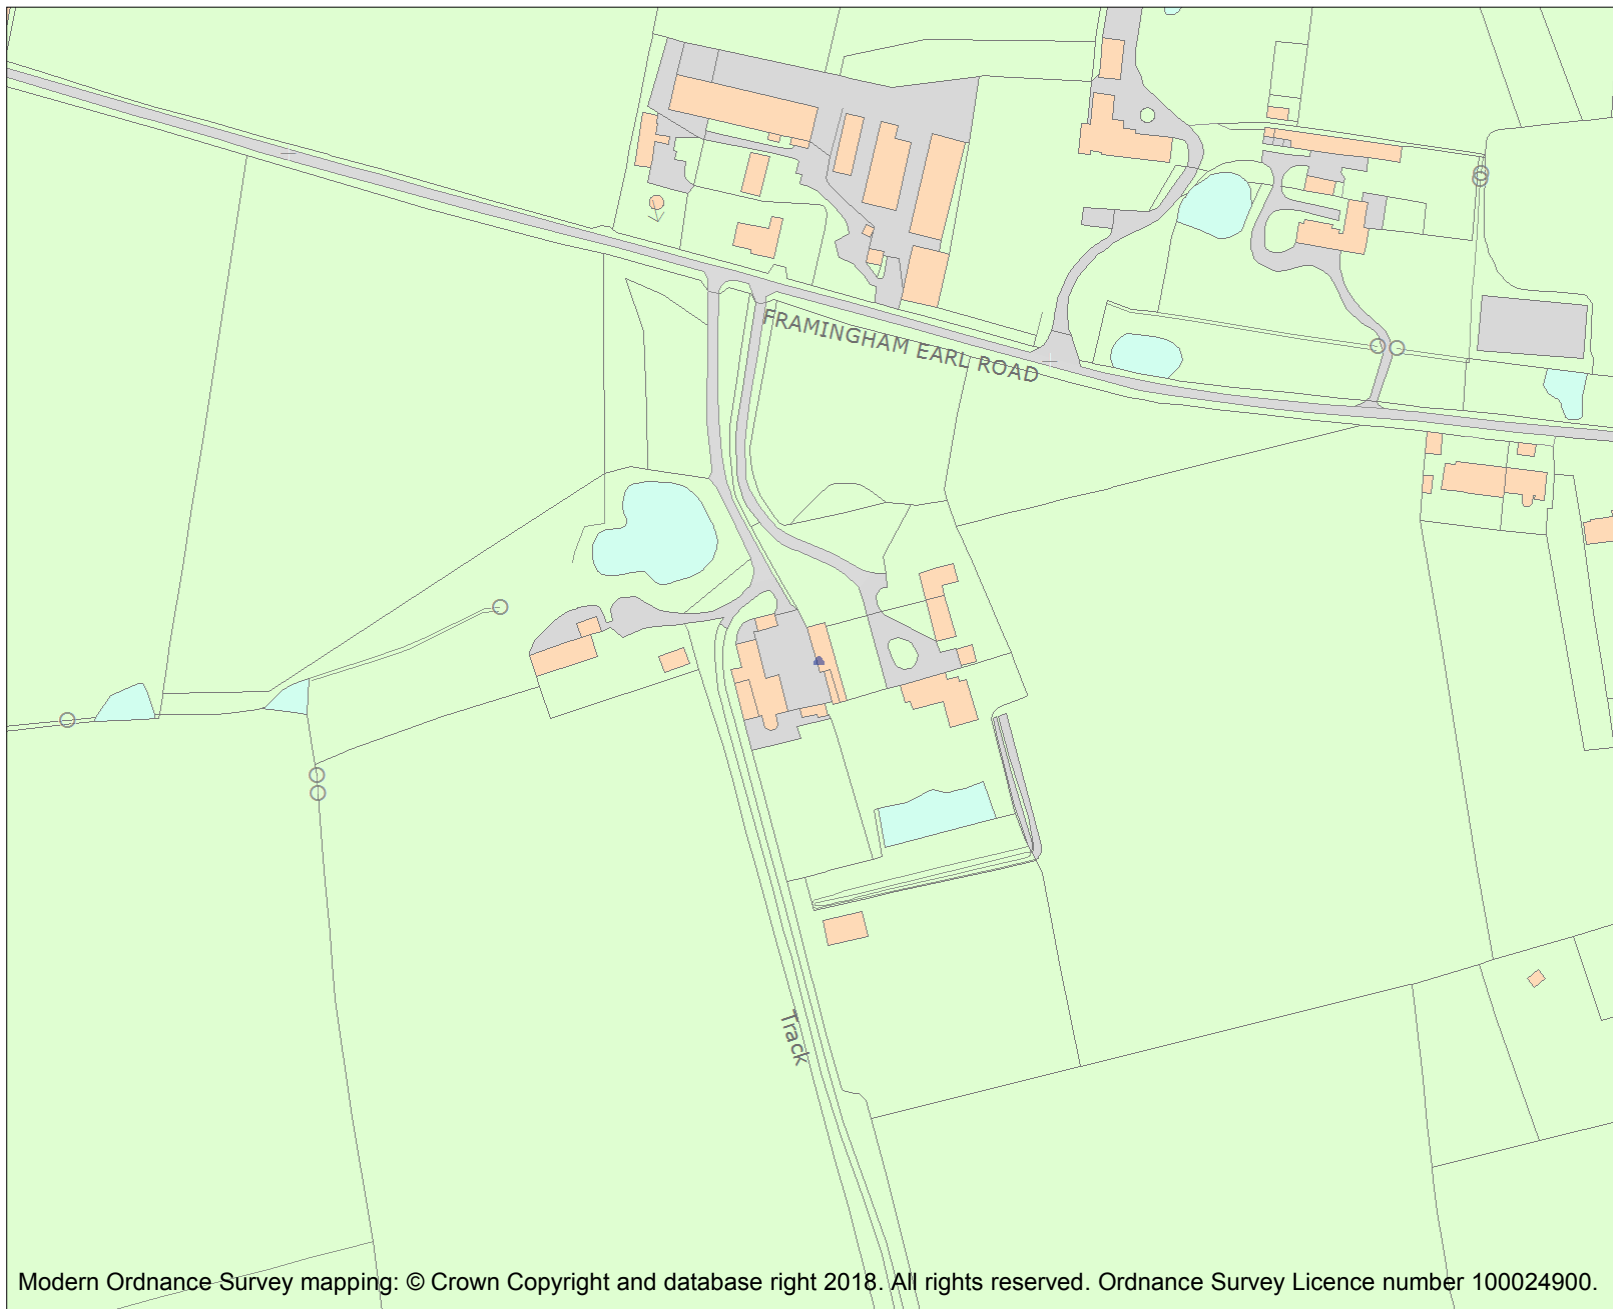 FRAMINGHAM EARL ROAD
Track
Modern Ordnance Survey mapping: © Crown Copyright and database right 2018. All rights reserved. Ordnance Survey Licence number 100024900.